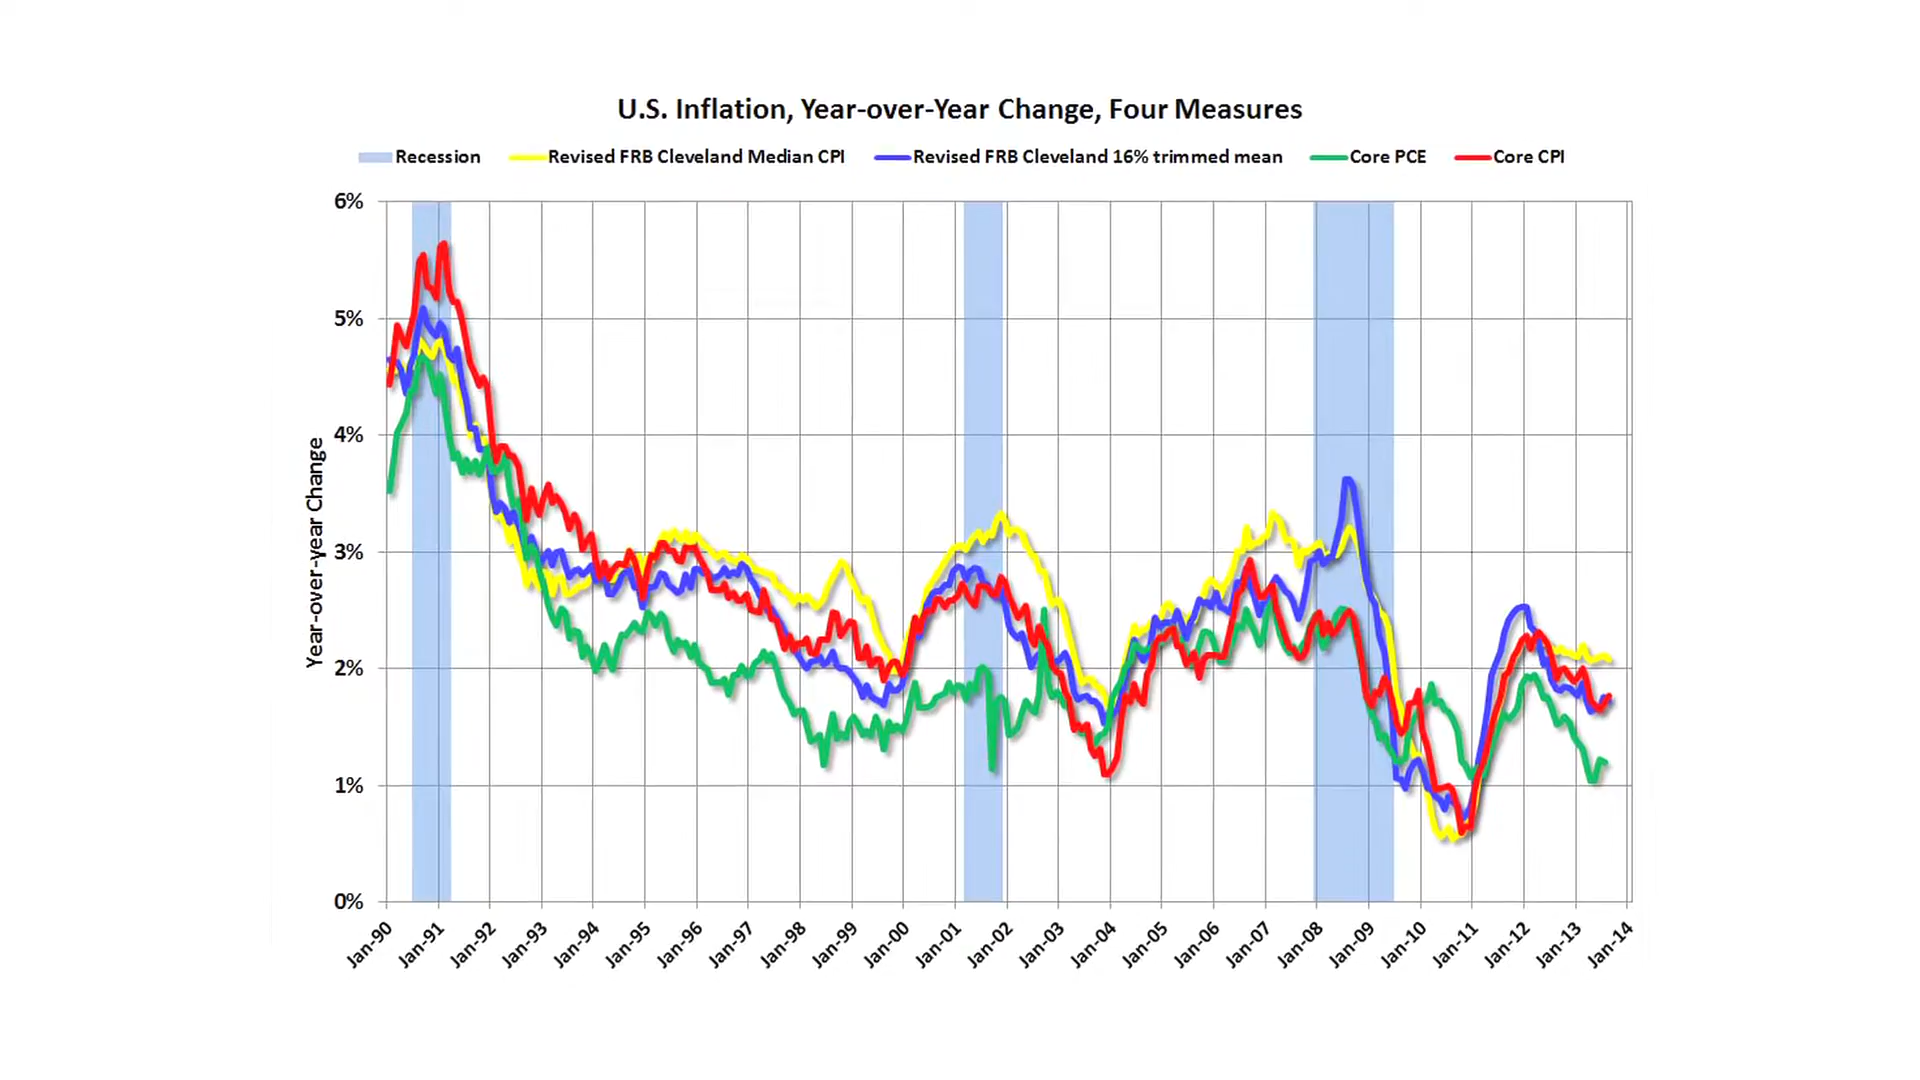 U.S. Inflation, Year-over-Year Change, Four Measures
Recession Revised FRB Cleveland Median CPI Revised FRB Cleveland 16% trimmed mean Core PCE Core CPI
6%
5%
4%
3%
2%
1%
0%
Year-over-year Change
Jan-90 Jan-91 Jan-92 Jan-93 Jan-94 Jan-95 Jan-96 Jan-97 Jan-98 Jan-99 Jan-00 Jan-01 Jan-02 Jan-03 Jan-04 Jan-05 Jan-06 Jan-07 Jan-08 Jan-09 Jan-10 Jan-11 Jan-12 Jan-13 Jan-14